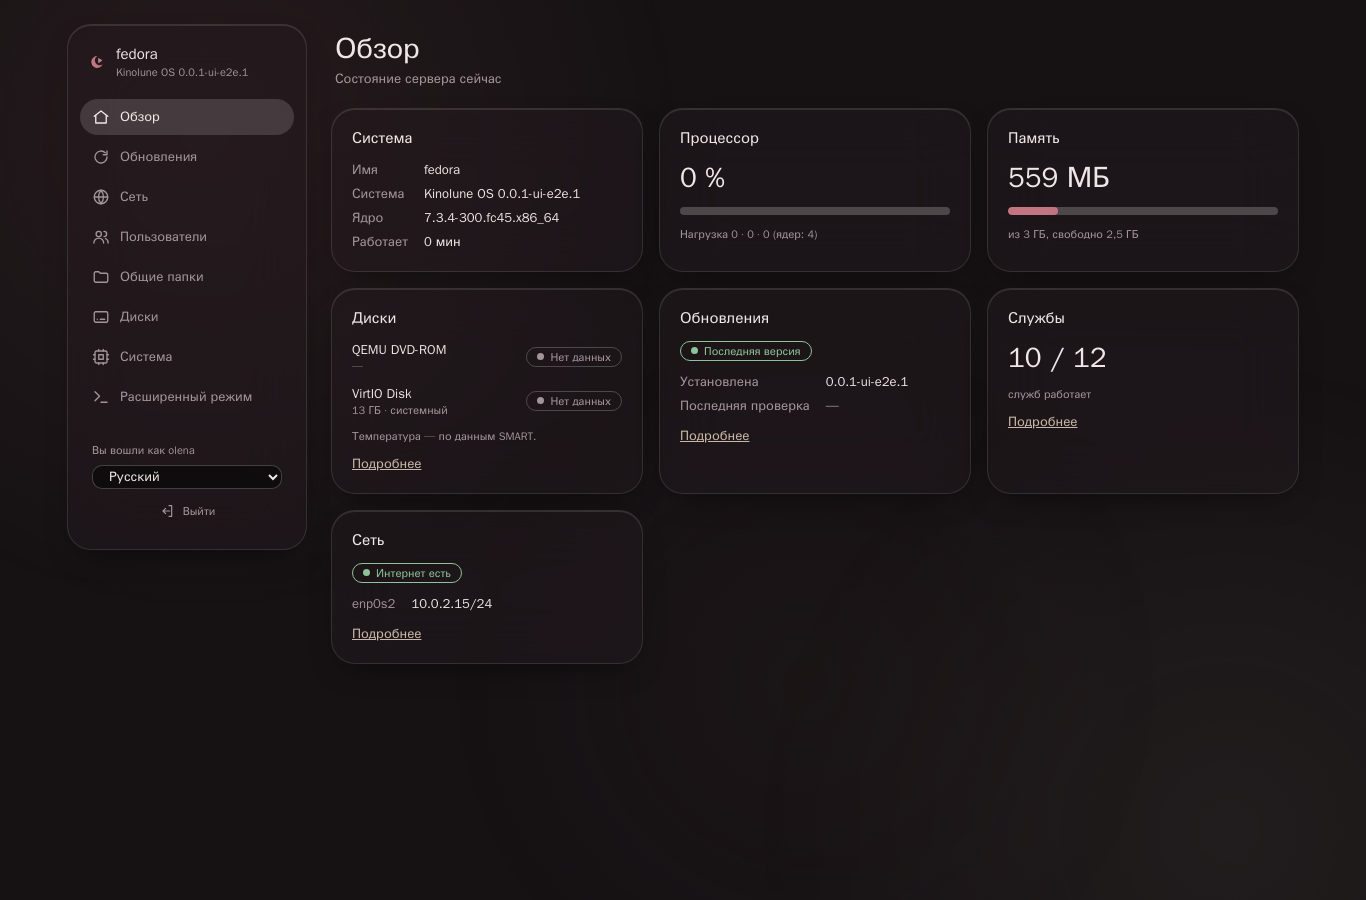 fedora
Kinolune OS 0.0.1-ui-e2e.1
Обзор
Обновления
Сеть
Пользователи
Общие папки
Диски
Система
Расширенный режим
Вы вошли как olena
Русский
Выйти
Обзор
Состояние сервера сейчас
Система
Имя fedora
Система Kinolune OS 0.0.1-ui-e2e.1
Ядро 7.3.4-300.fc45.x86_64
Работает 0 мин
Процессор
0 %
Нагрузка 0 · 0 · 0 (ядер: 4)
Память
559 МБ
из 3 ГБ, свободно 2,5 ГБ
Диски
QEMU DVD-ROM
—
Нет данных
VirtIO Disk
13 ГБ · системный
Нет данных
Температура — по данным SMART.
Подробнее
Обновления
Последняя версия
Установлена 0.0.1-ui-e2e.1
Последняя проверка —
Подробнее
Службы
10 / 12
служб работает
Подробнее
Сеть
Интернет есть
enp0s2 10.0.2.15/24
Подробнее